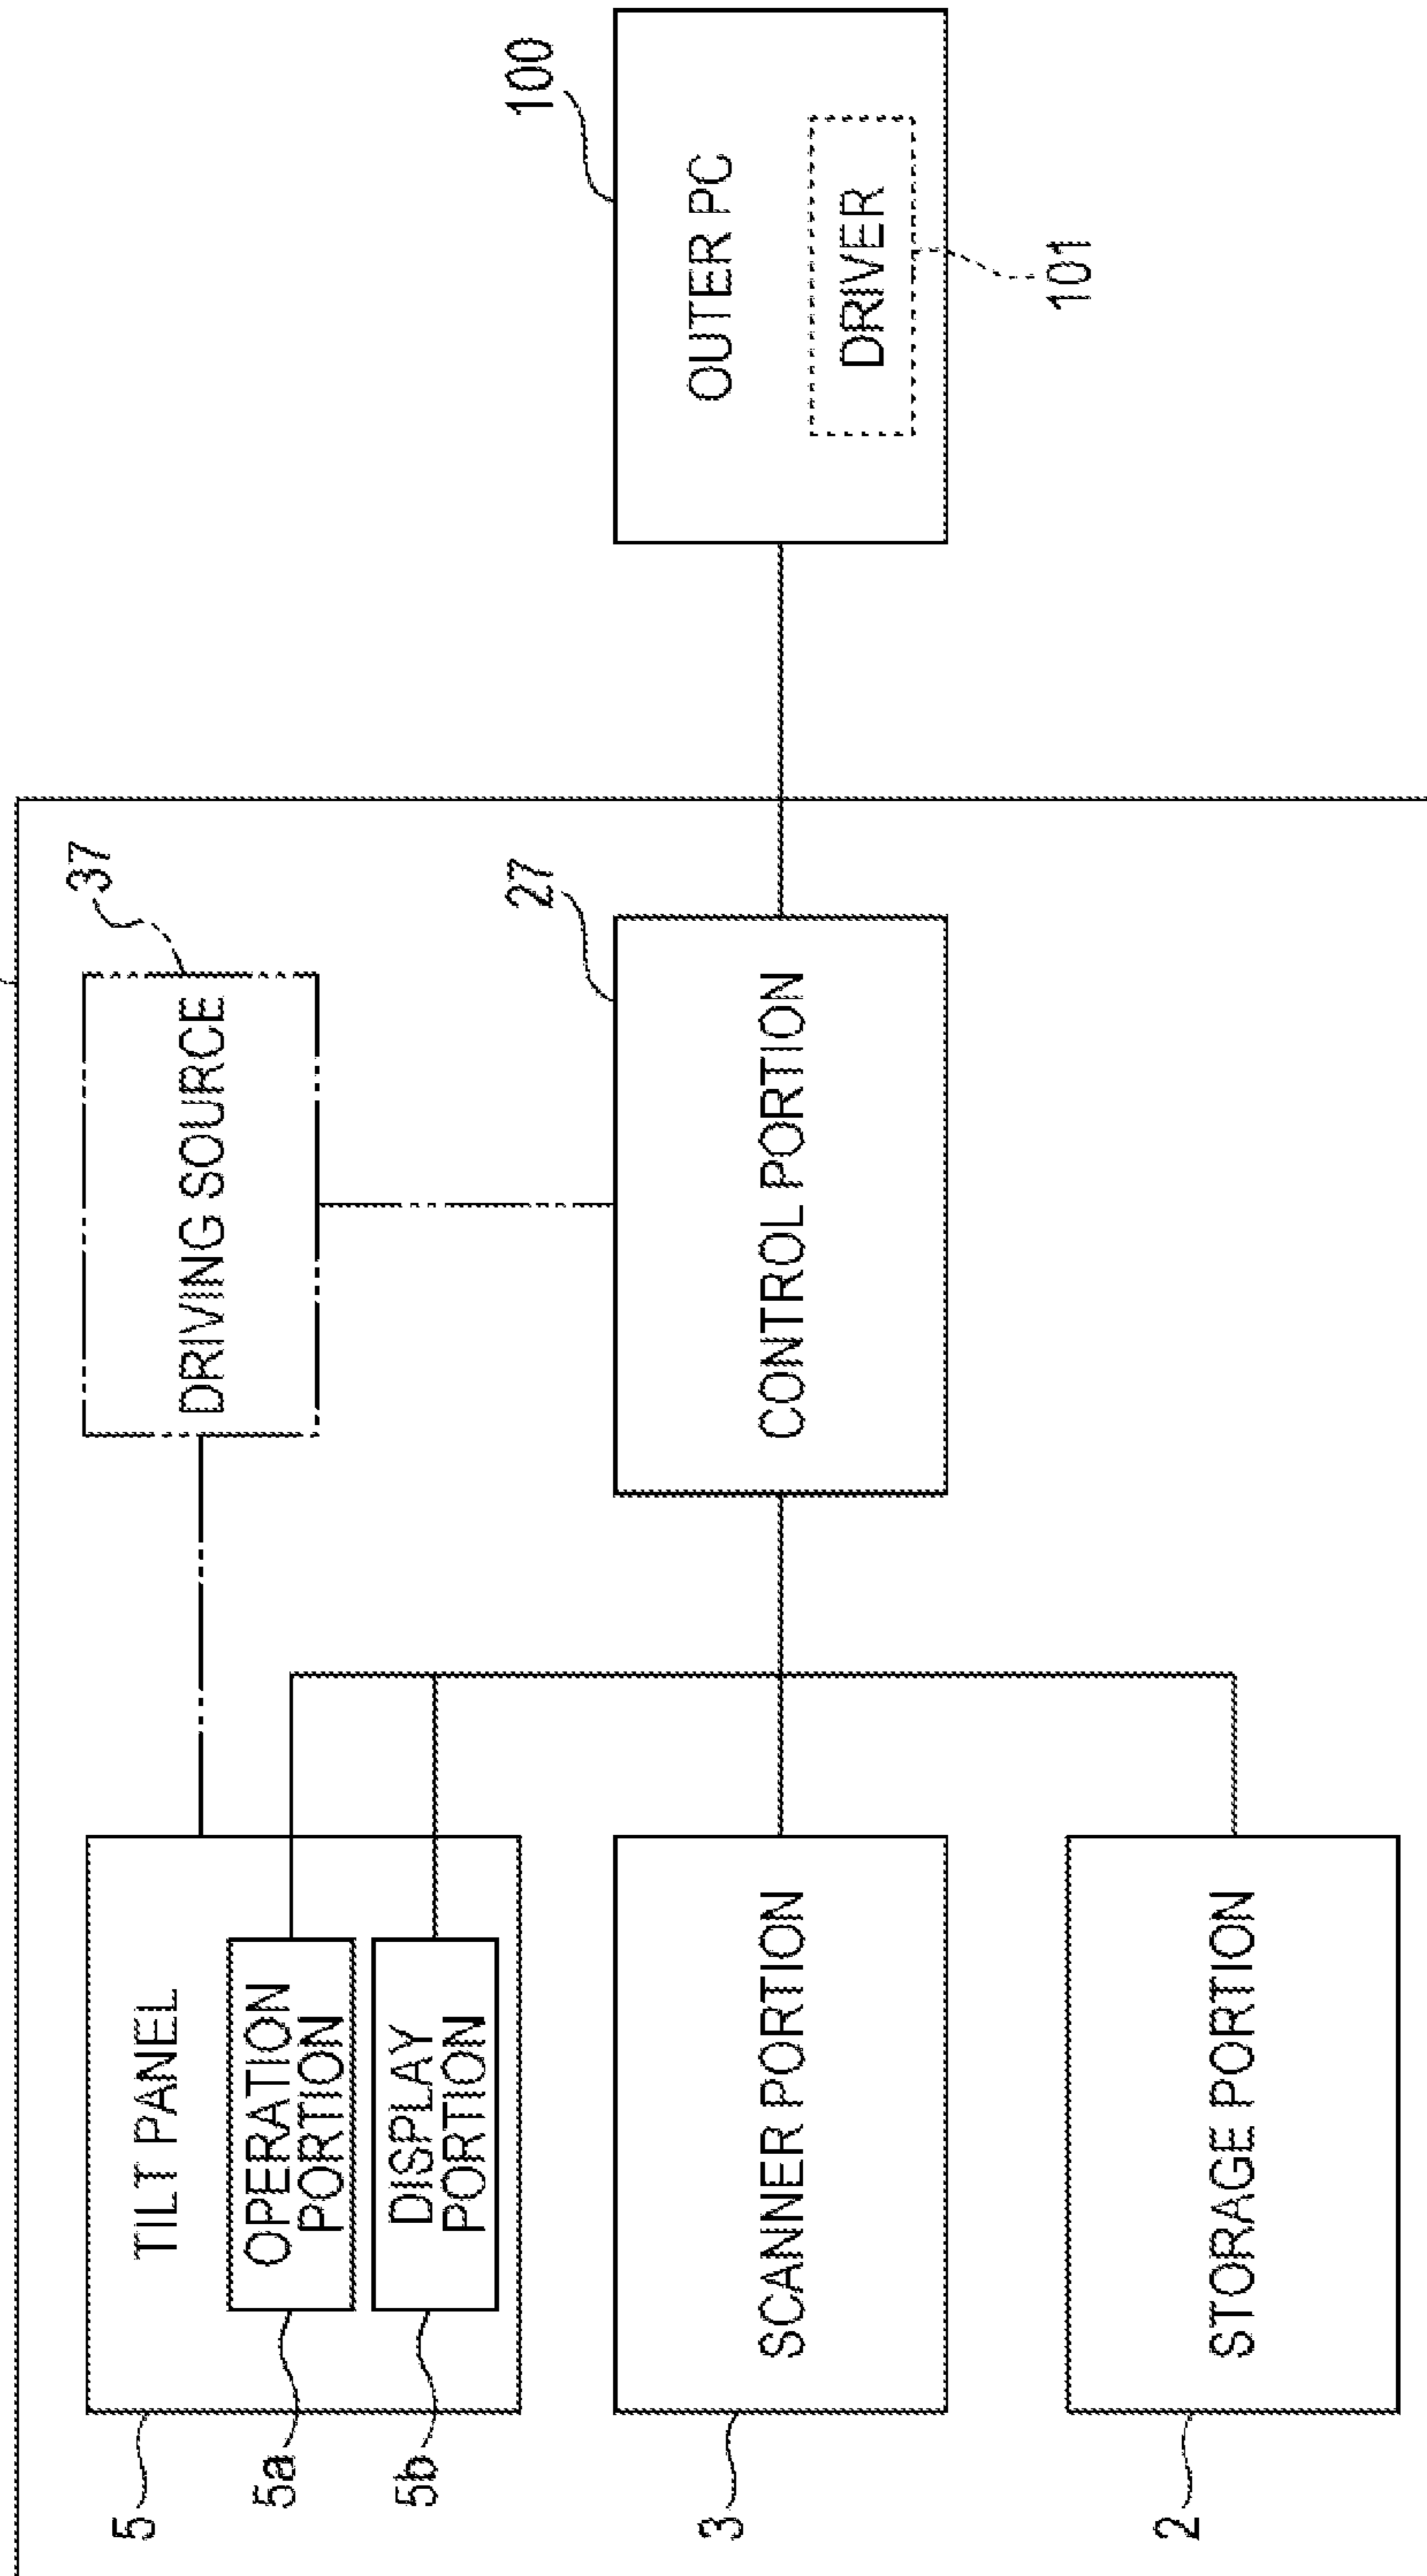 37
5
TILT PANEL
DRIVING SOURCE
5a
OPERATION
PORTION
5b
DISPLAY
PORTION
3
SCANNER PORTION
27
CONTROL PORTION
100
OUTER PC
DRIVER
101
2
STORAGE PORTION